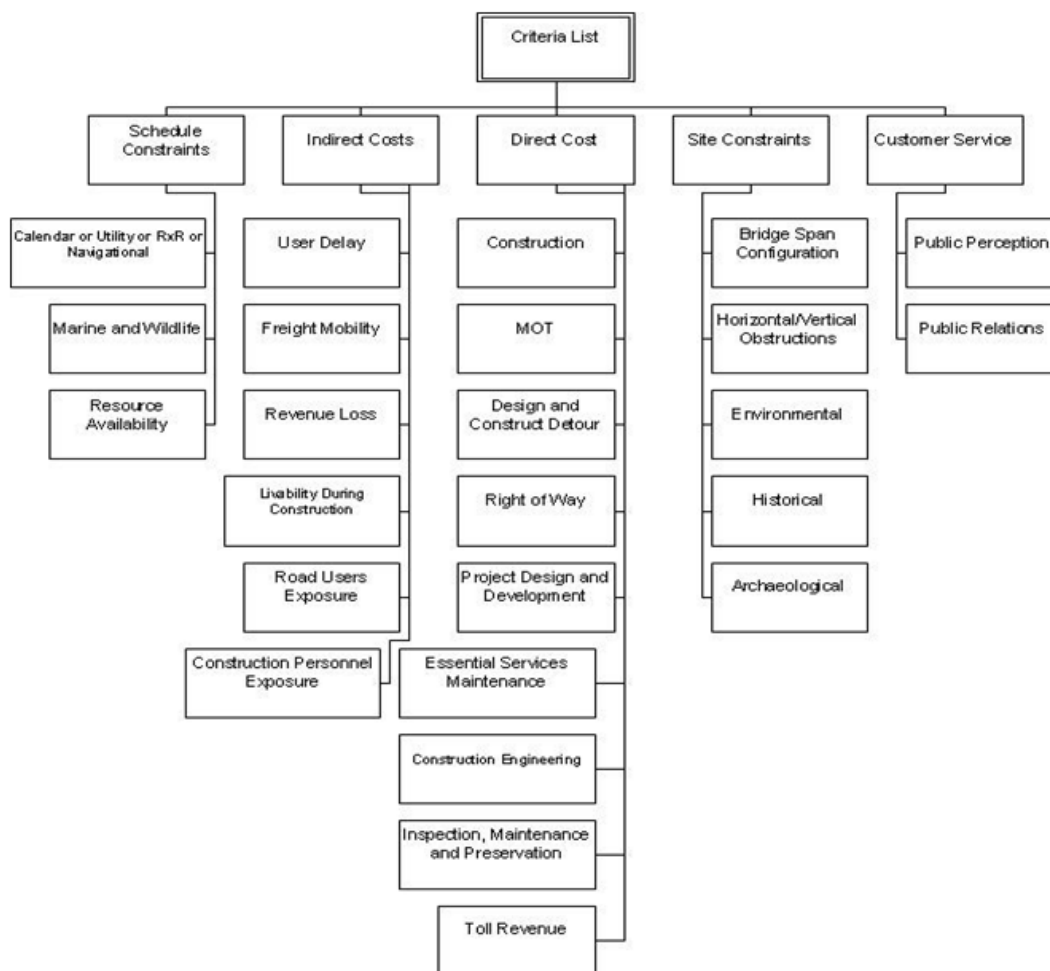 Criteria List
Schedule
Constraints
Indirect Costs
Direct Cost
Site Constraints
Customer Service
Calendar or Utility or RxR or
Navigational
Marine and Wildlife
Resource
Availability
User Delay
Freight Mobility
Revenue Loss
Livability During
Construction
Road Users
Exposure
Construction Personnel
Exposure
Construction
MOT
Design and
Construct Detour
Right of Way
Project Design and
Development
Essential Services
Maintenance
Construction Engineering
Inspection, Maintenance
and Preservation
Toll Revenue
Bridge Span
Configuration
Horizontal/Vertical
Obstructions
Environmental
Historical
Archaeological
Public Perception
Public Relations